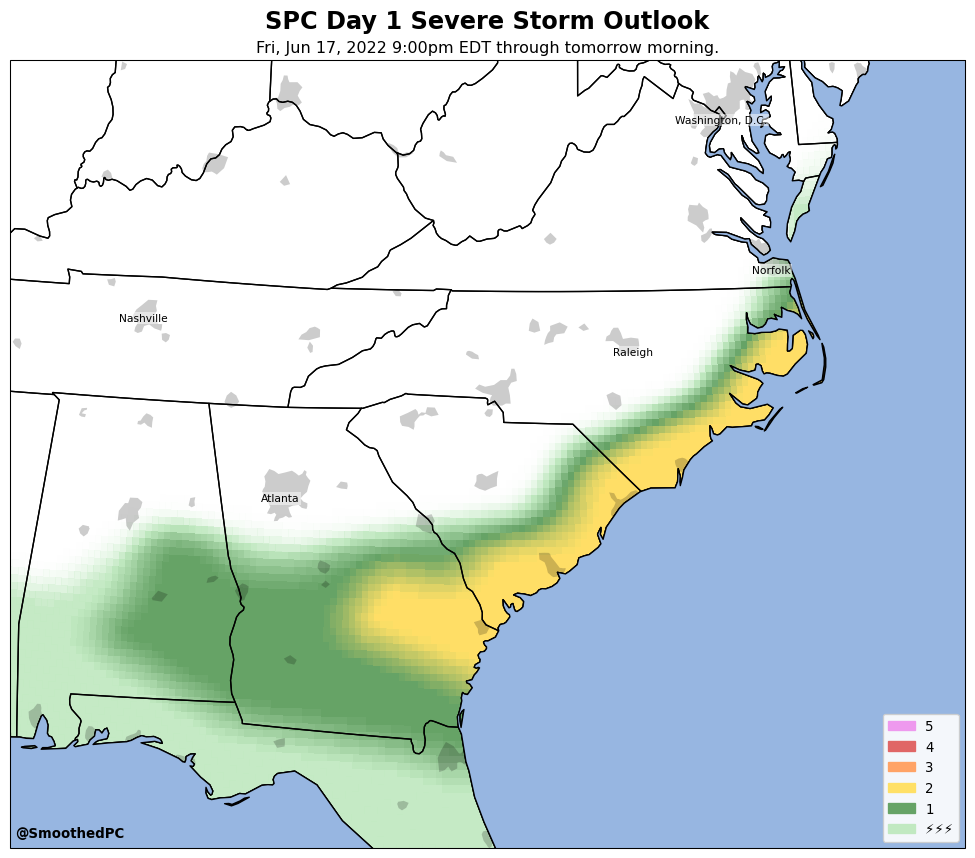 SPC Day 1 Severe Storm Outlook
Fri, Jun 17, 2022 9:00pm EDT through tomorrow morning.
Washington, D.C.
Norfolk
Nashville
Raleigh
Atlanta
5
4
3
2
1
⚡⚡⚡
@SmoothedPC